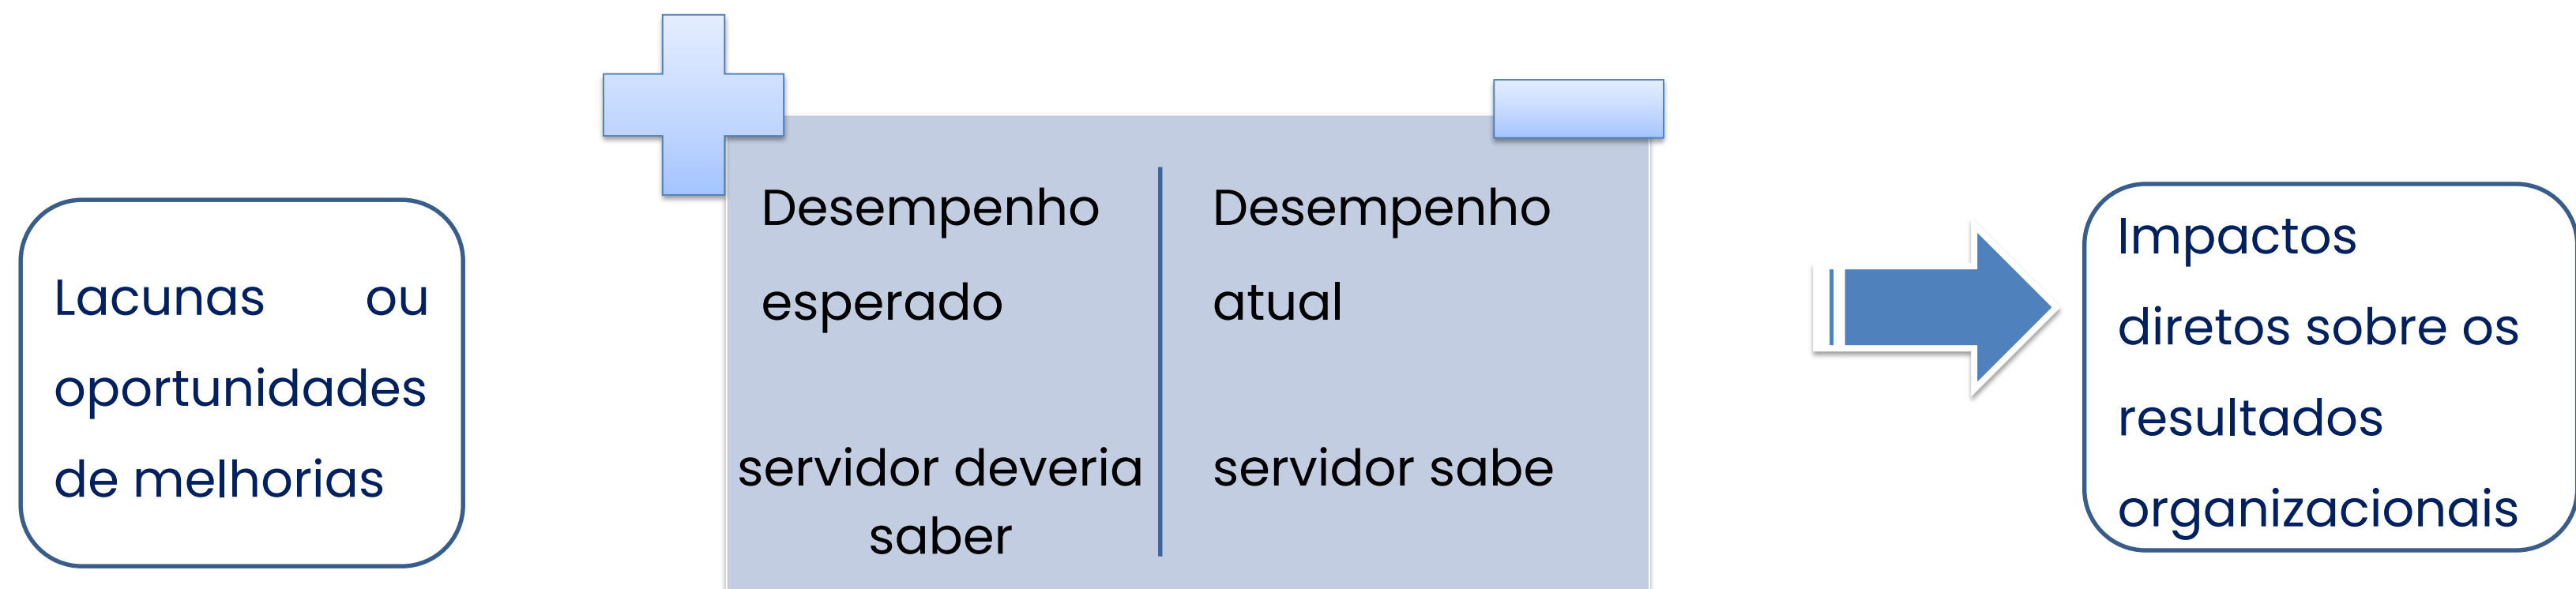 Lacunas ou
oportunidades
de melhorias
Desempenho
esperado
servidor deveria
saber
Desempenho
atual
servidor sabe
Impactos
diretos sobre os
resultados
organizacionais